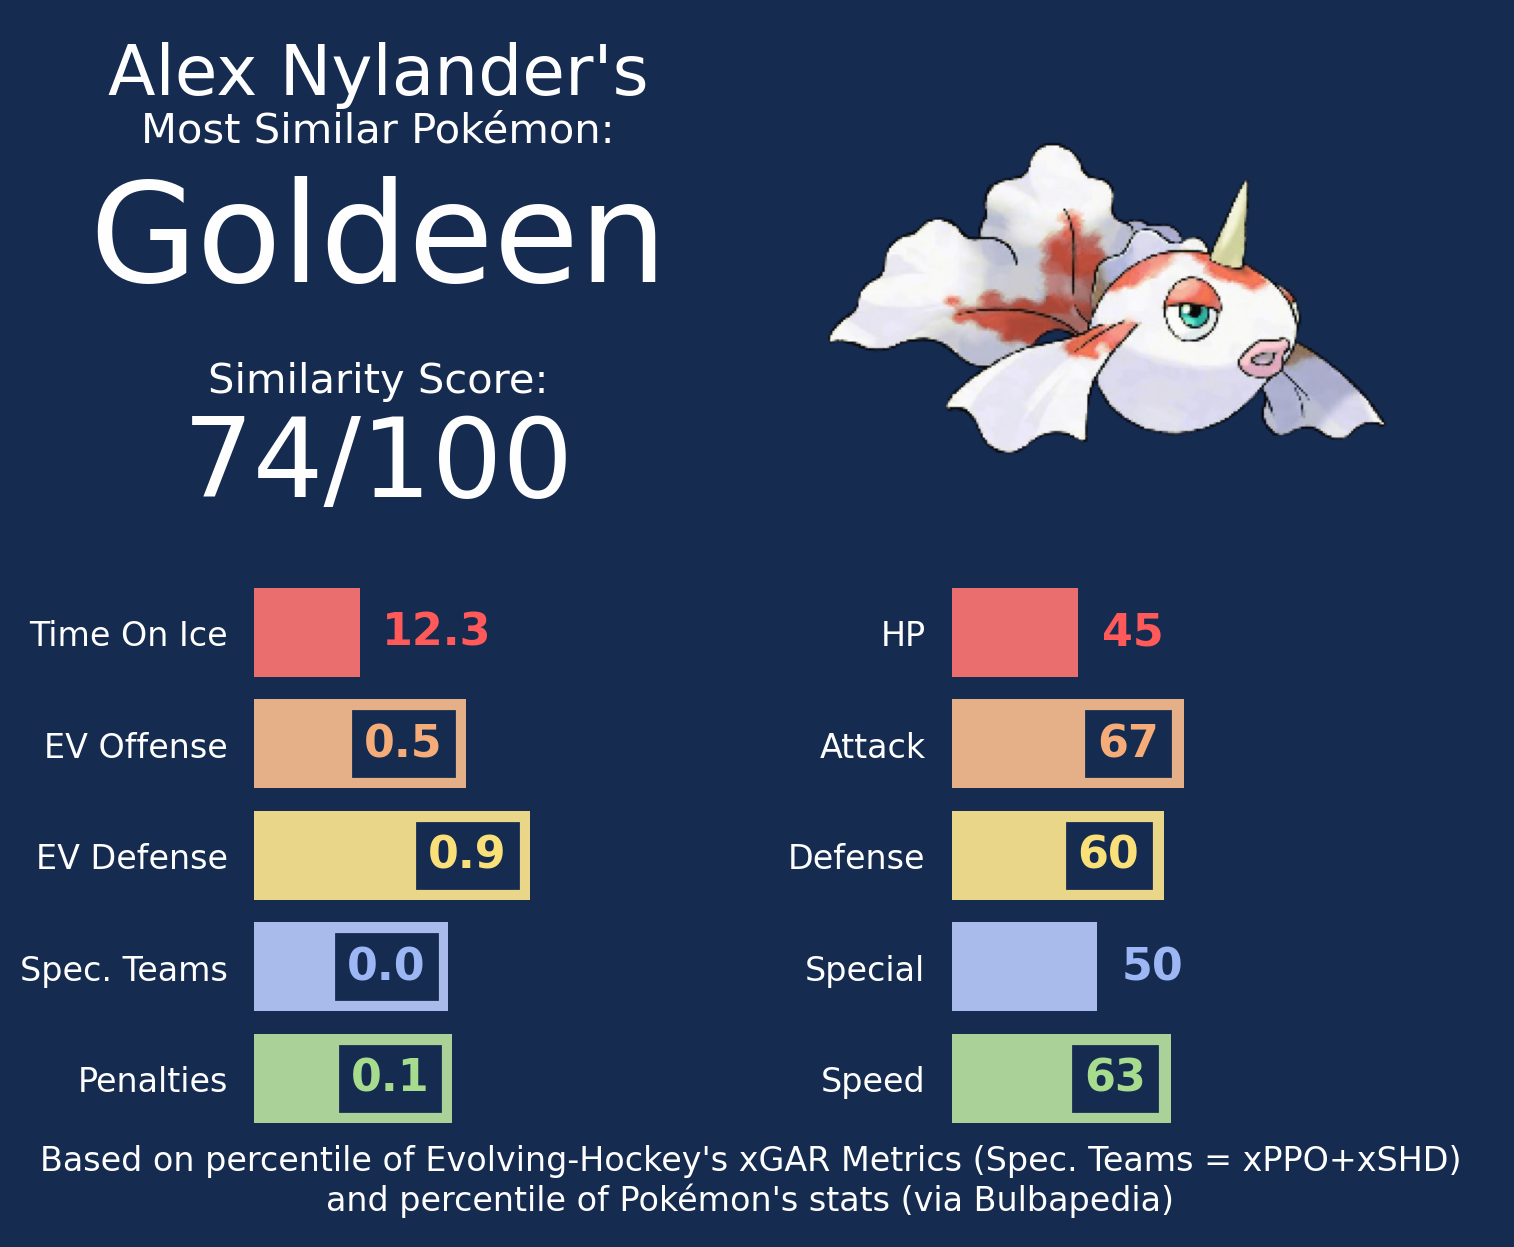 Alex Nylander's
Most Similar Pokémon:
Goldeen
Similarity Score:
74/100
Time On Ice 12.3
EV Offense 0.5
EV Defense 0.9
Spec. Teams 0.0
Penalties 0.1
HP 45
Attack 67
Defense 60
Special 50
Speed 63
Based on percentile of Evolving-Hockey's xGAR Metrics (Spec. Teams = xPPO+xSHD)
and percentile of Pokémon's stats (via Bulbapedia)